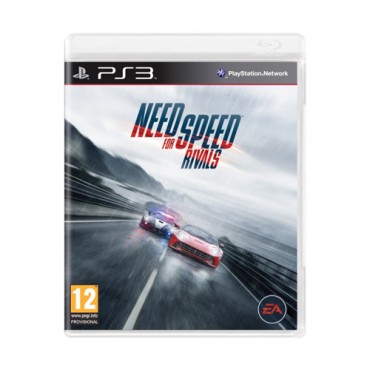 PS3
PlayStation®Network
NEED
FOR SPEED
RIVALS
12
www.pegi.info
PROVISIONAL
EA